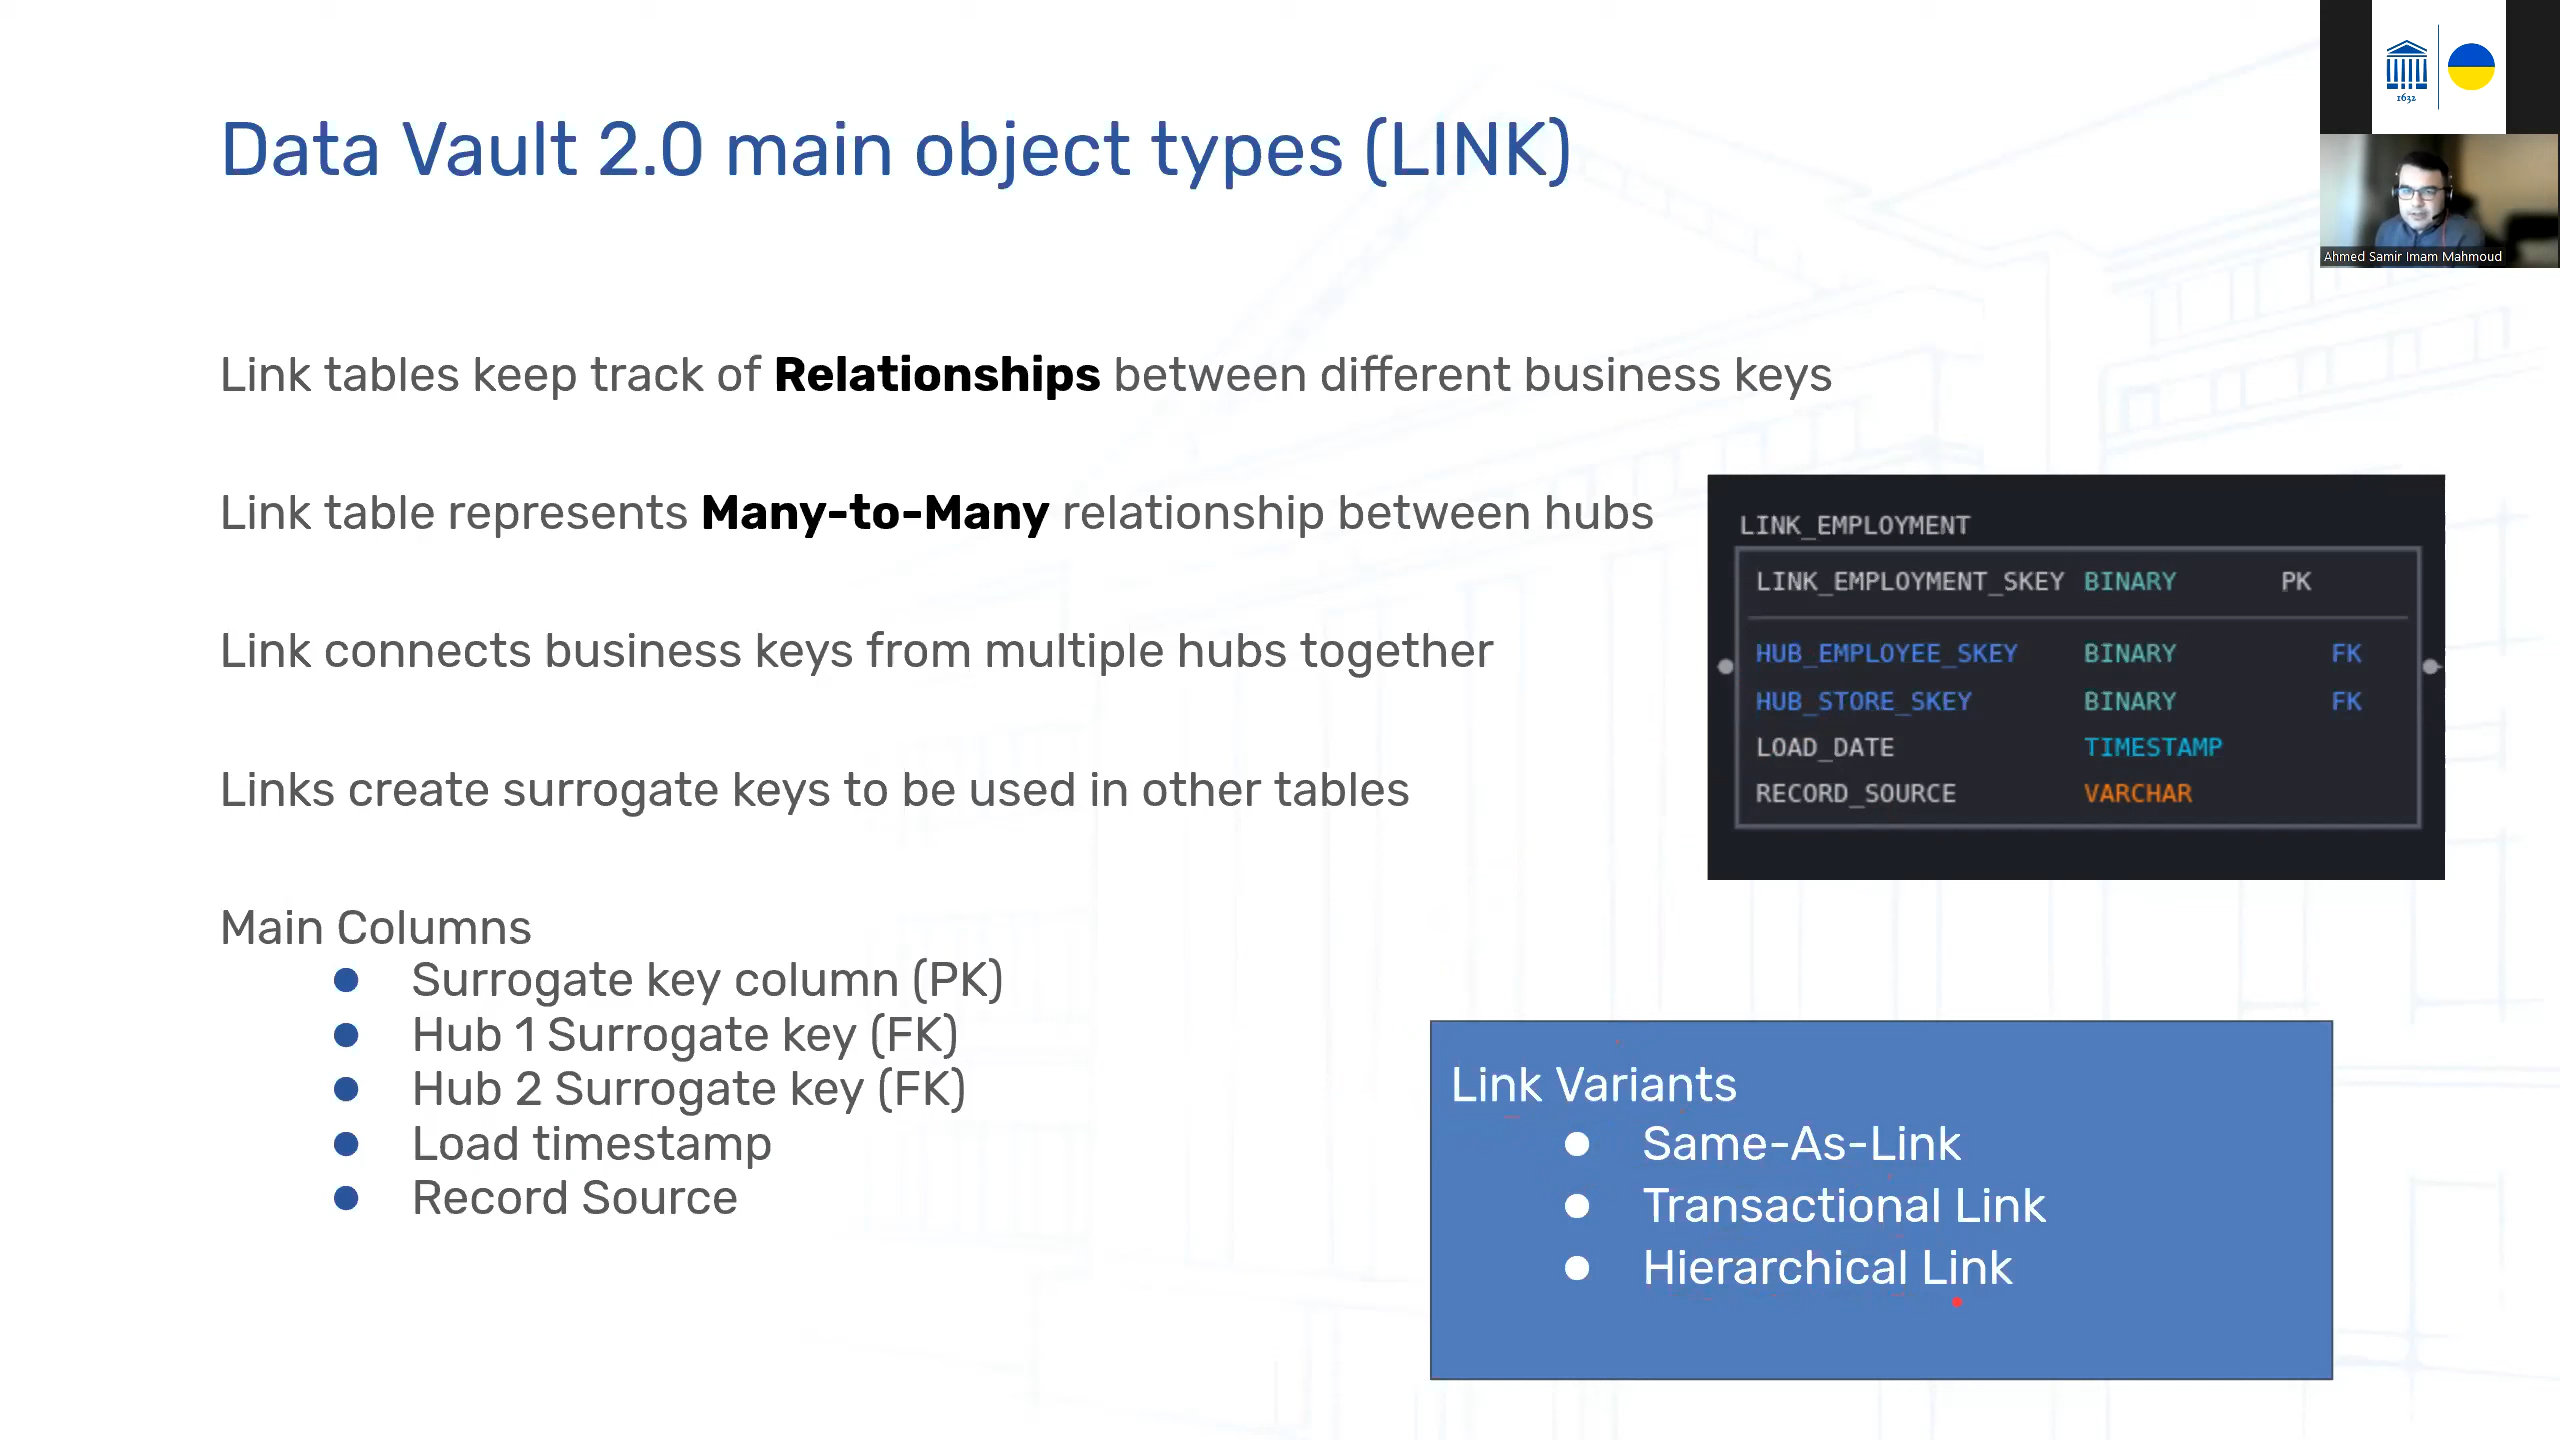 Data Vault 2.0 main object types (LINK)
1632
Ahmed Samir Imam Mahmoud
Link tables keep track of Relationships between different business keys
Link table represents Many-to-Many relationship between hubs
Link connects business keys from multiple hubs together
Links create surrogate keys to be used in other tables
LINK_EMPLOYMENT
LINK_EMPLOYMENT_SKEY BINARY PK
HUB_EMPLOYEE_SKEY BINARY FK
HUB_STORE_SKEY BINARY FK
LOAD_DATE TIMESTAMP
RECORD_SOURCE VARCHAR
Main Columns
Surrogate key column (PK)
Hub 1 Surrogate key (FK)
Hub 2 Surrogate key (FK)
Load timestamp
Record Source
Link Variants
Same-As-Link
Transactional Link
Hierarchical Link